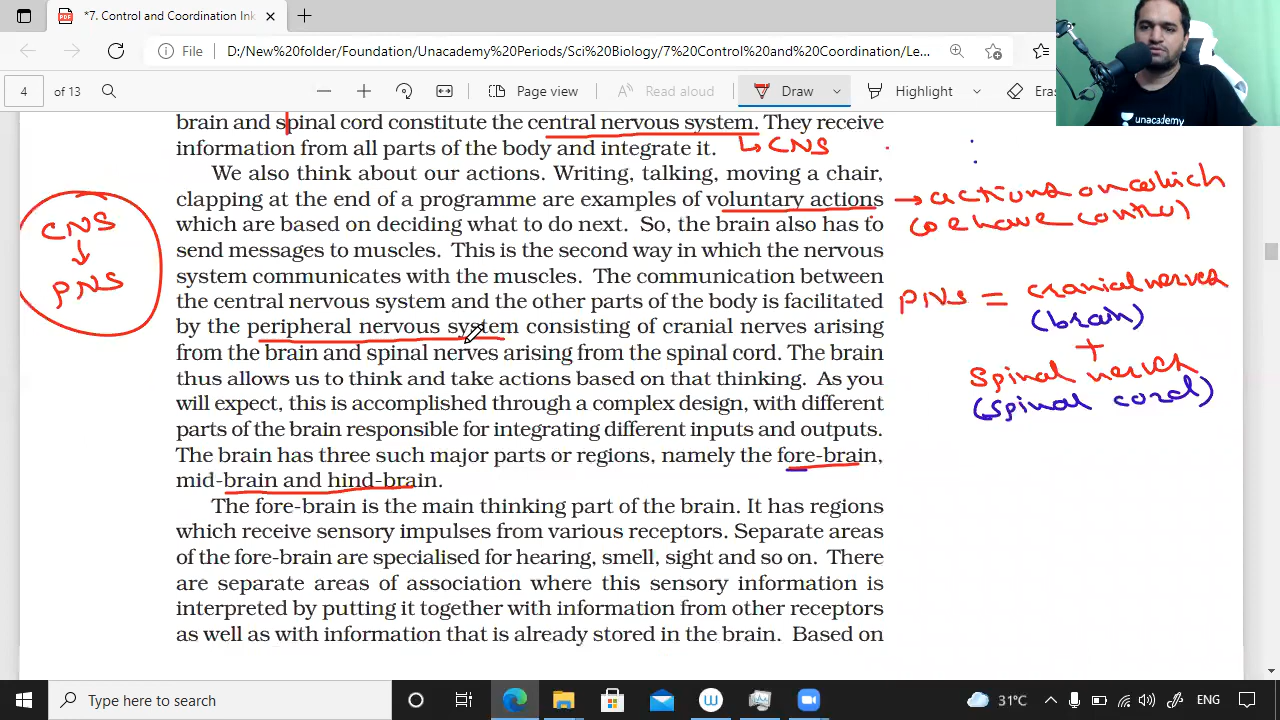 *7. Control and Coordination Ink
File
D:/New%20folder/Foundation/Unacademy%20Periods/Sci%20Biology/7%20Control%20and%20Coordination/Le...
4 of 13
Page view
Read aloud
Draw
Highlight
Eras
unacademy
brain and spinal cord constitute the central nervous system. They receive
information from all parts of the body and integrate it.
↳ CNS
We also think about our actions. Writing, talking, moving a chair,
clapping at the end of a programme are examples of voluntary actions
which are based on deciding what to do next. So, the brain also has to
send messages to muscles. This is the second way in which the nervous
system communicates with the muscles. The communication between
the central nervous system and the other parts of the body is facilitated
by the peripheral nervous system consisting of cranial nerves arising
from the brain and spinal nerves arising from the spinal cord. The brain
thus allows us to think and take actions based on that thinking. As you
will expect, this is accomplished through a complex design, with different
parts of the brain responsible for integrating different inputs and outputs.
The brain has three such major parts or regions, namely the fore-brain,
mid-brain and hind-brain.
The fore-brain is the main thinking part of the brain. It has regions
which receive sensory impulses from various receptors. Separate areas
of the fore-brain are specialised for hearing, smell, sight and so on. There
are separate areas of association where this sensory information is
interpreted by putting it together with information from other receptors
as well as with information that is already stored in the brain. Based on
CNS
↓
PNS
→ actions on which
we have control
PNS = cranial nerves
(brain)
+
Spinal nerves
(spinal cord)
Type here to search
31°C
ENG